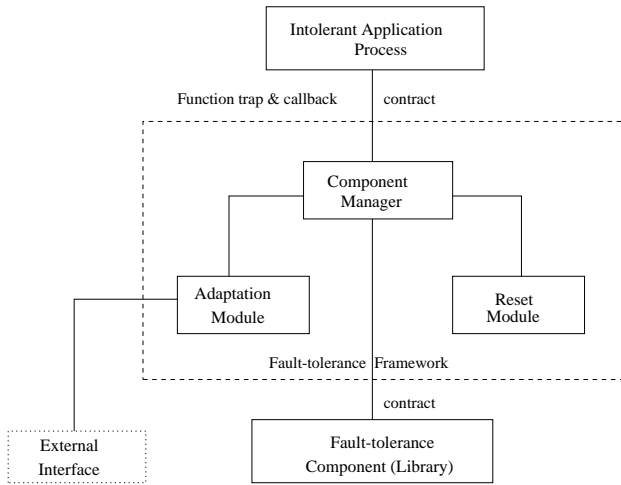 Intolerant Application
Process
Function trap & callback contract
Component
Manager
Adaptation
Module
Reset
Module
Fault-tolerance Framework
contract
External
Interface
Fault-tolerance
Component (Library)